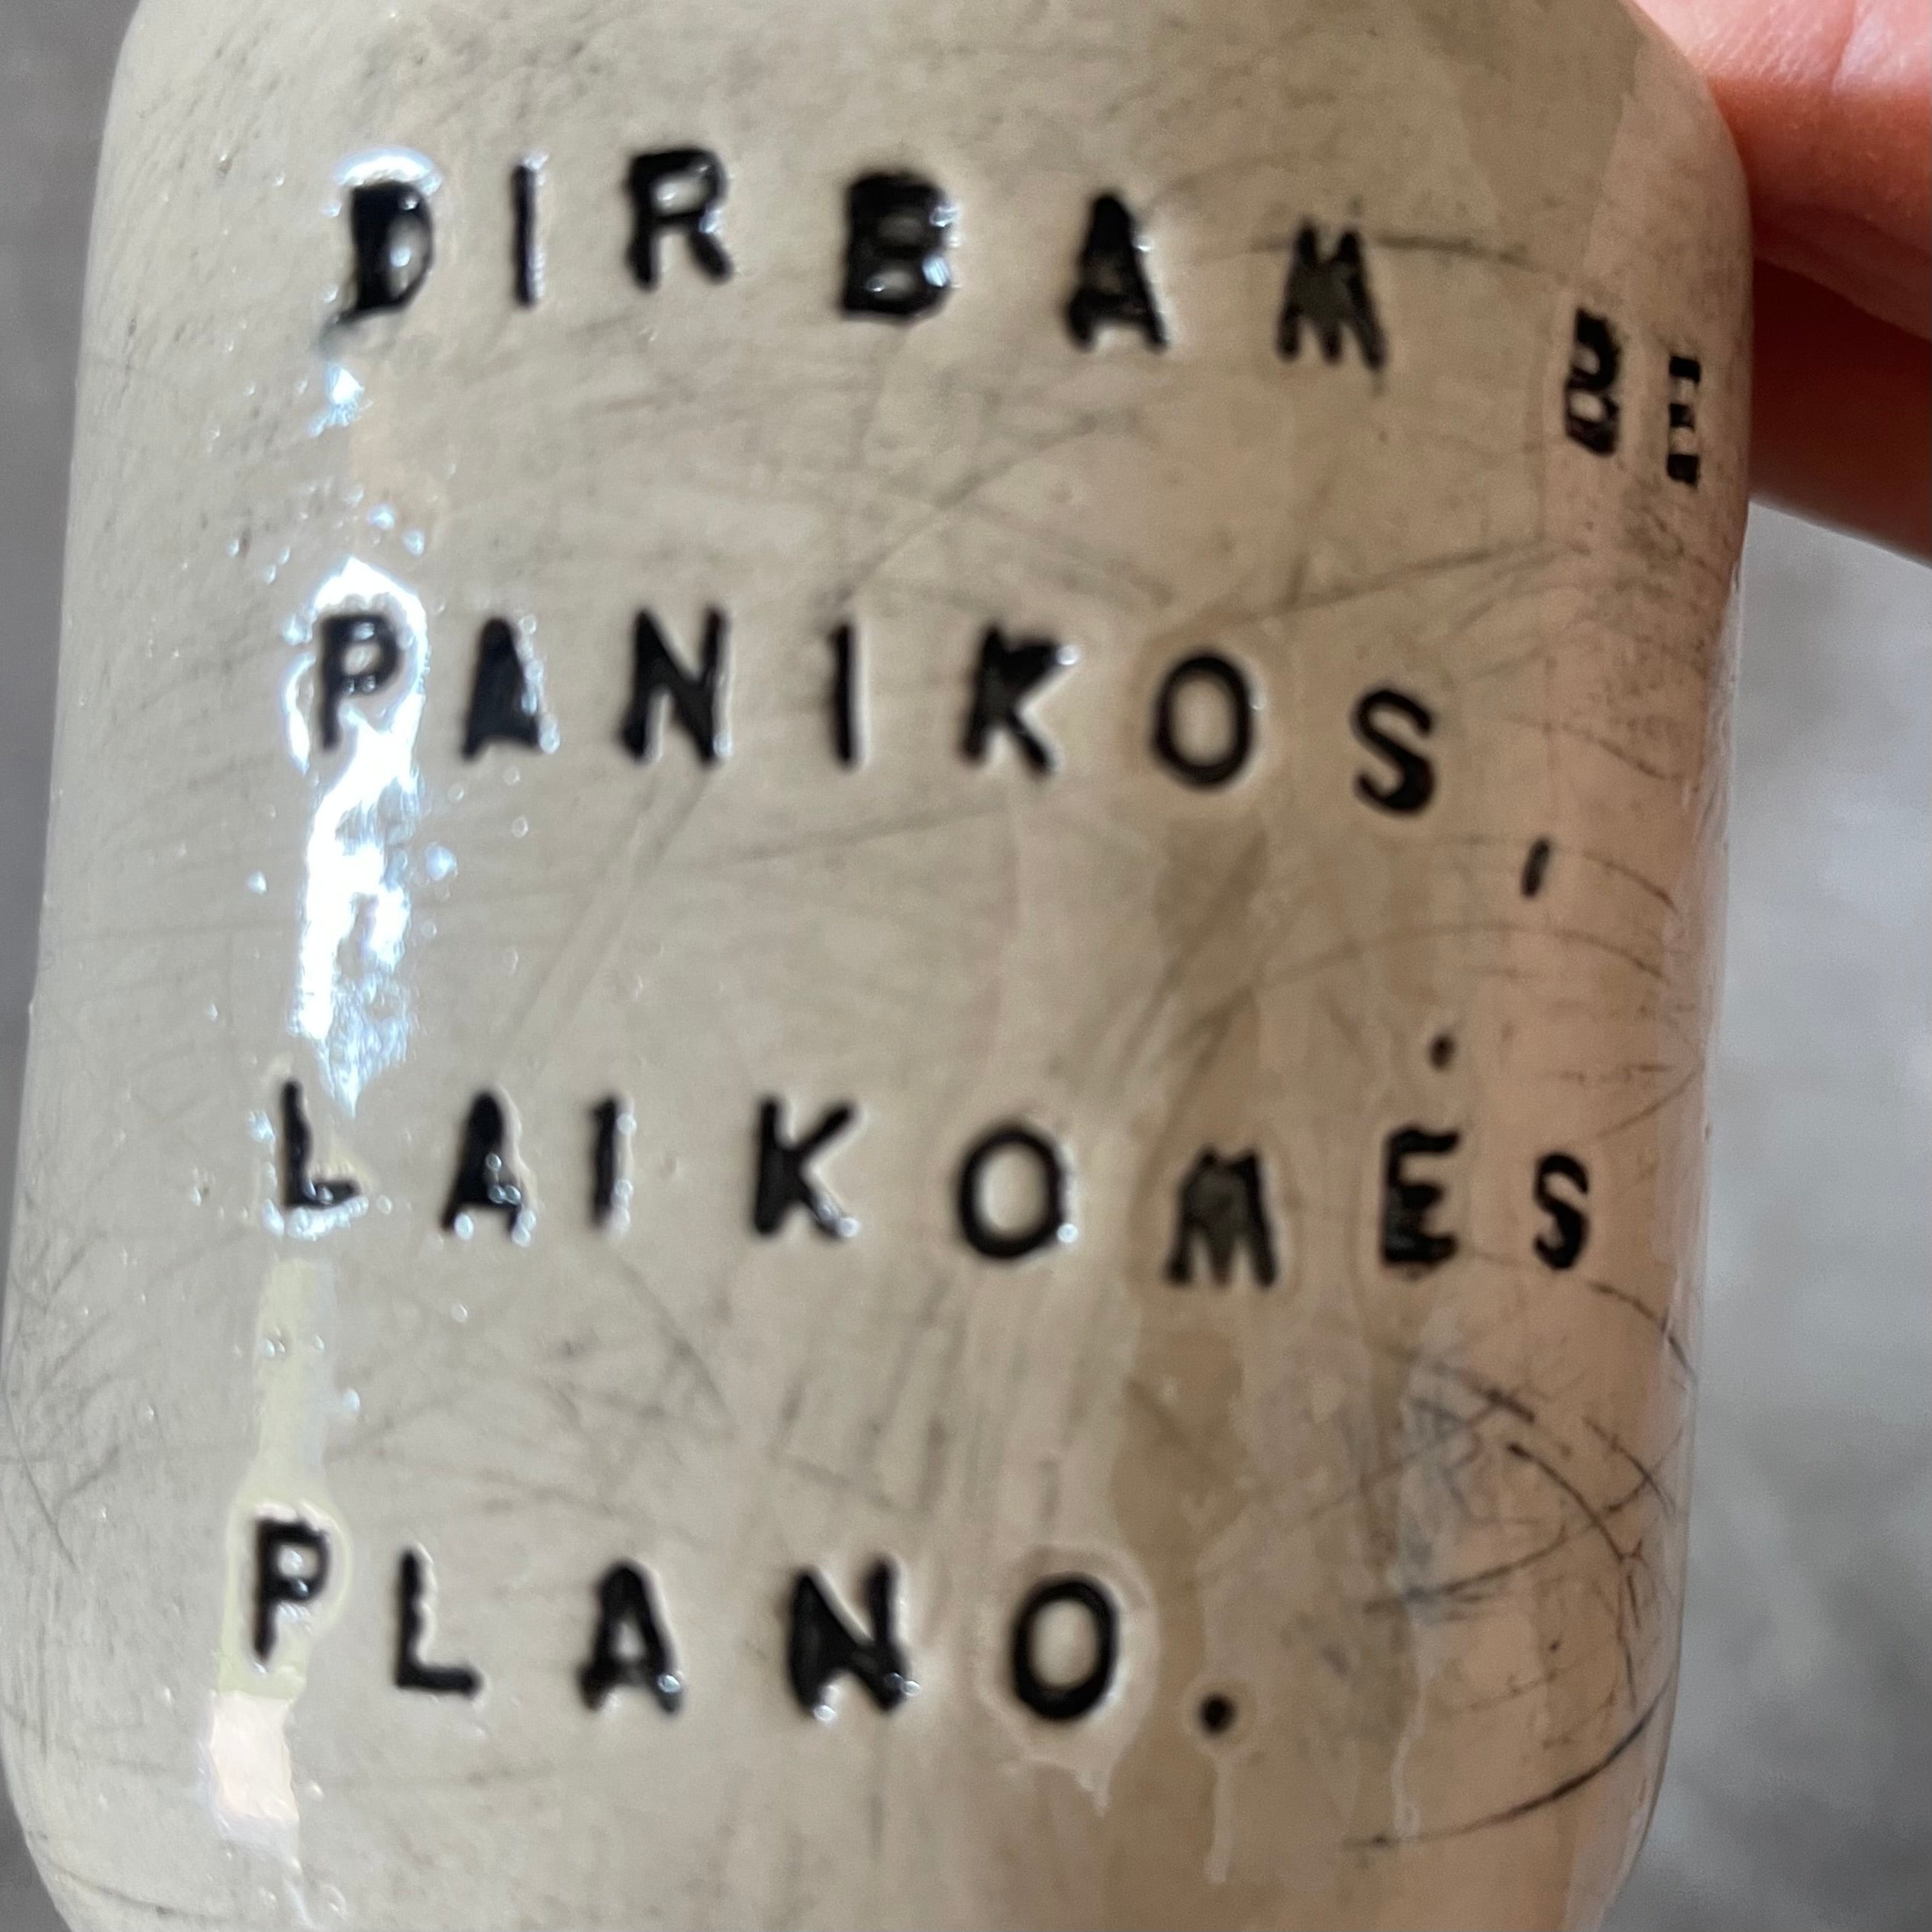 DIRBAM BE
PANIKOS,
LAIKOMĖS
PLANO.